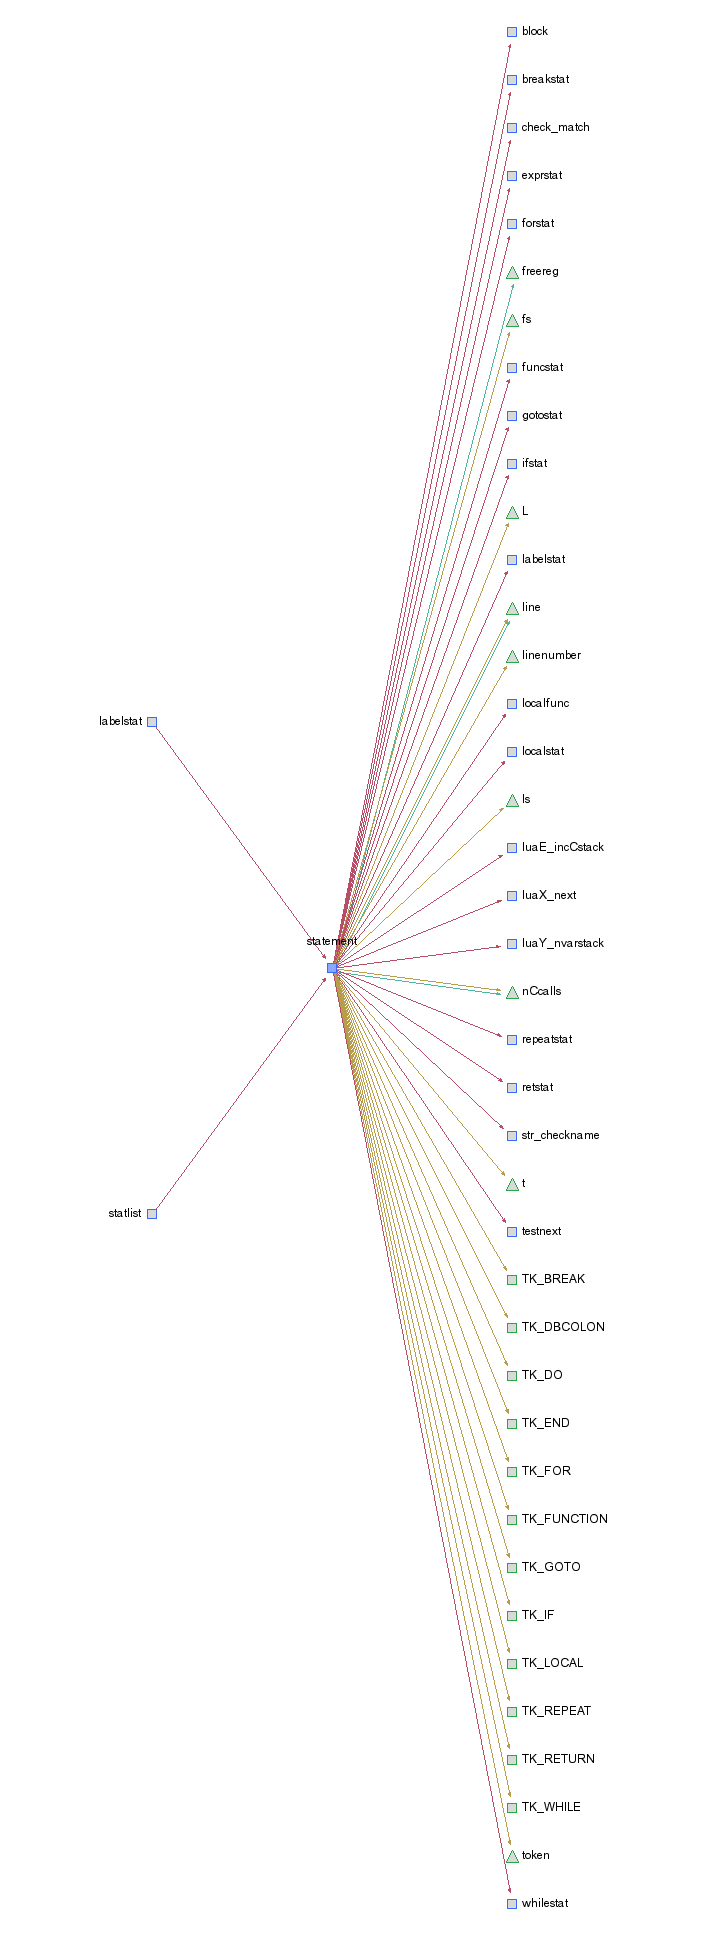 block
breakstat
check_match
exprstat
forstat
freereg
fs
funcstat
gotostat
ifstat
L
labelstat
line
linenumber
localfunc
labelstat
localstat
ls
luaE_incCstack
luaX_next
statement
luaY_nvarstack
nCcalls
repeatstat
retstat
str_checkname
t
statlist
testnext
TK_BREAK
TK_DBCOLON
TK_DO
TK_END
TK_FOR
TK_FUNCTION
TK_GOTO
TK_IF
TK_LOCAL
TK_REPEAT
TK_RETURN
TK_WHILE
token
whilestat